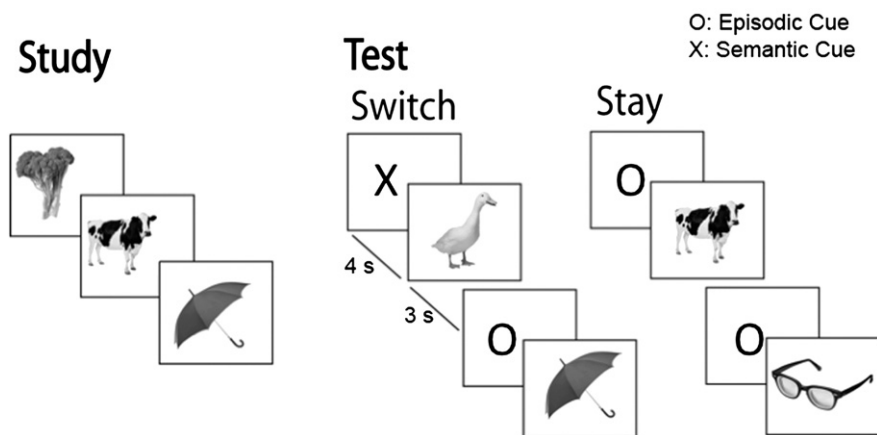 O: Episodic Cue
X: Semantic Cue
Study
Test
Switch
Stay
X
O
4 s
3 s
O
O